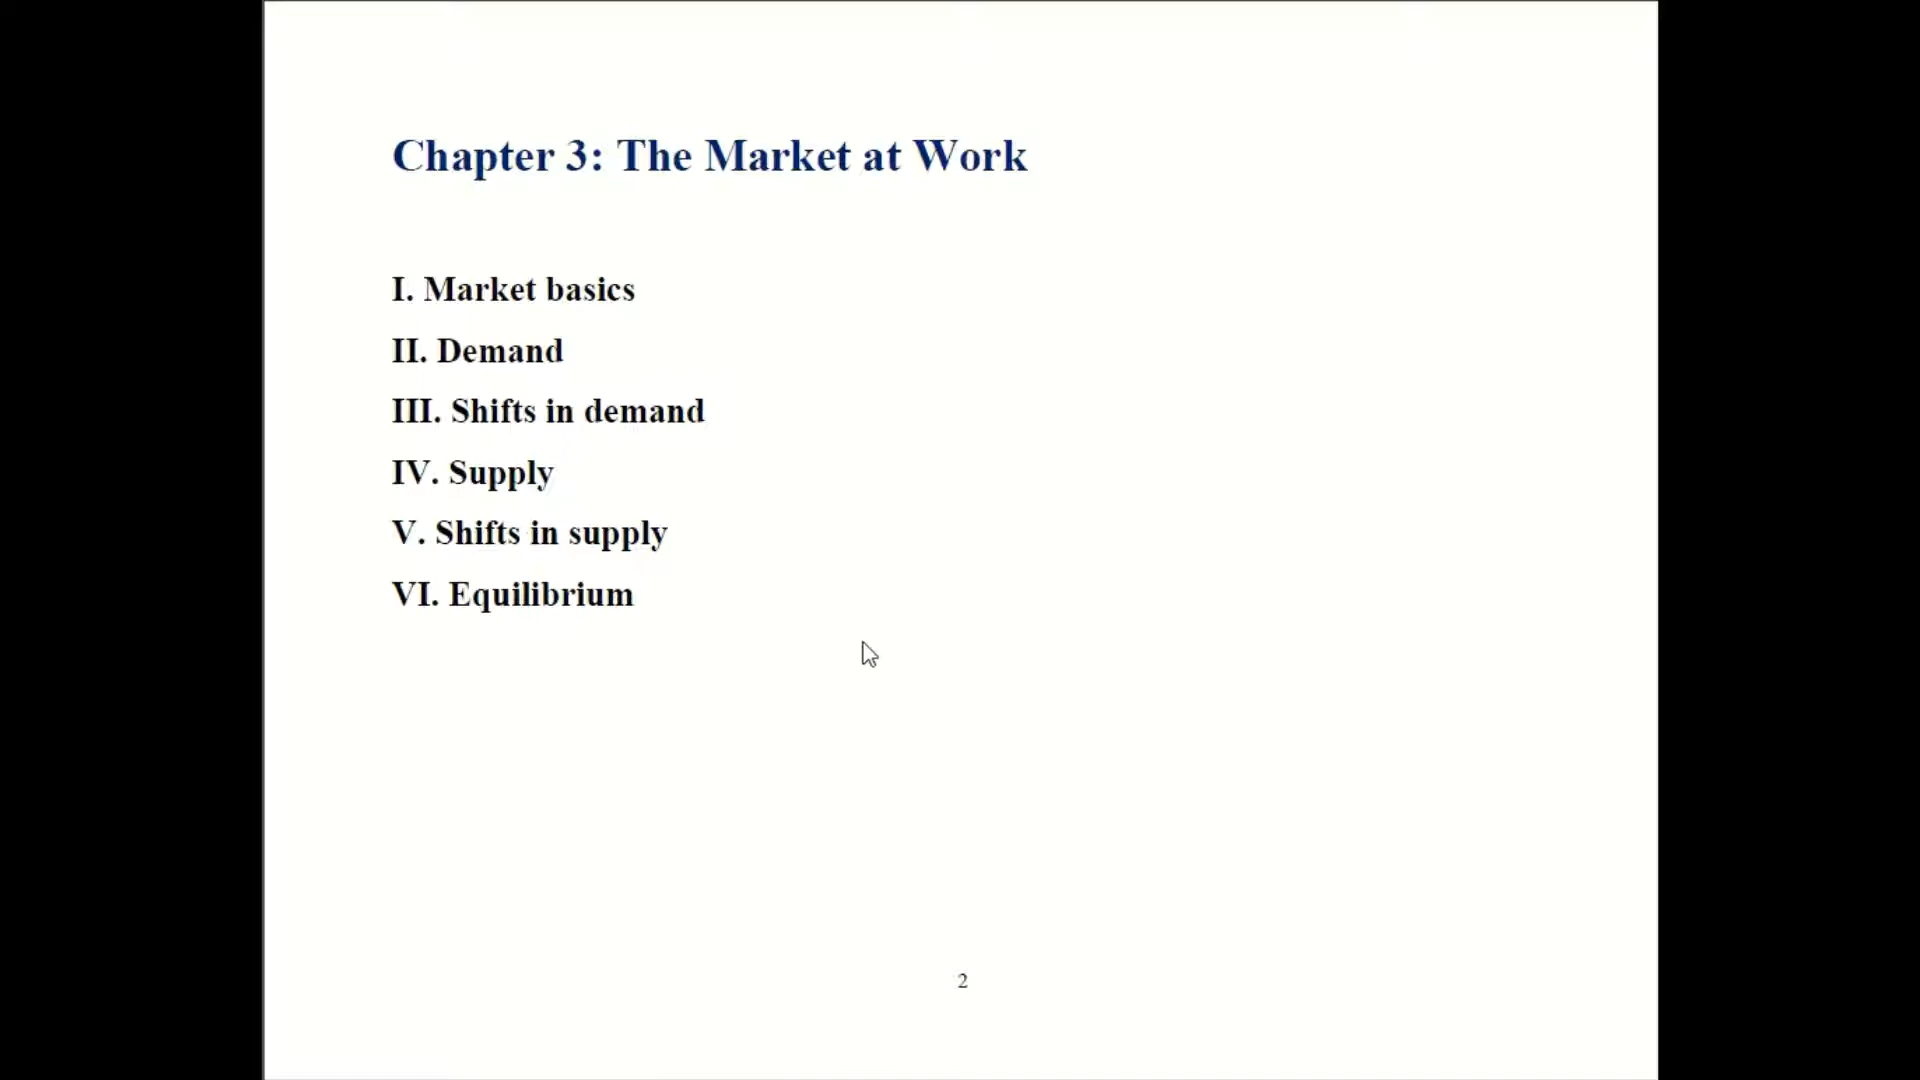 Chapter 3: The Market at Work
I. Market basics
II. Demand
III. Shifts in demand
IV. Supply
V. Shifts in supply
VI. Equilibrium
2